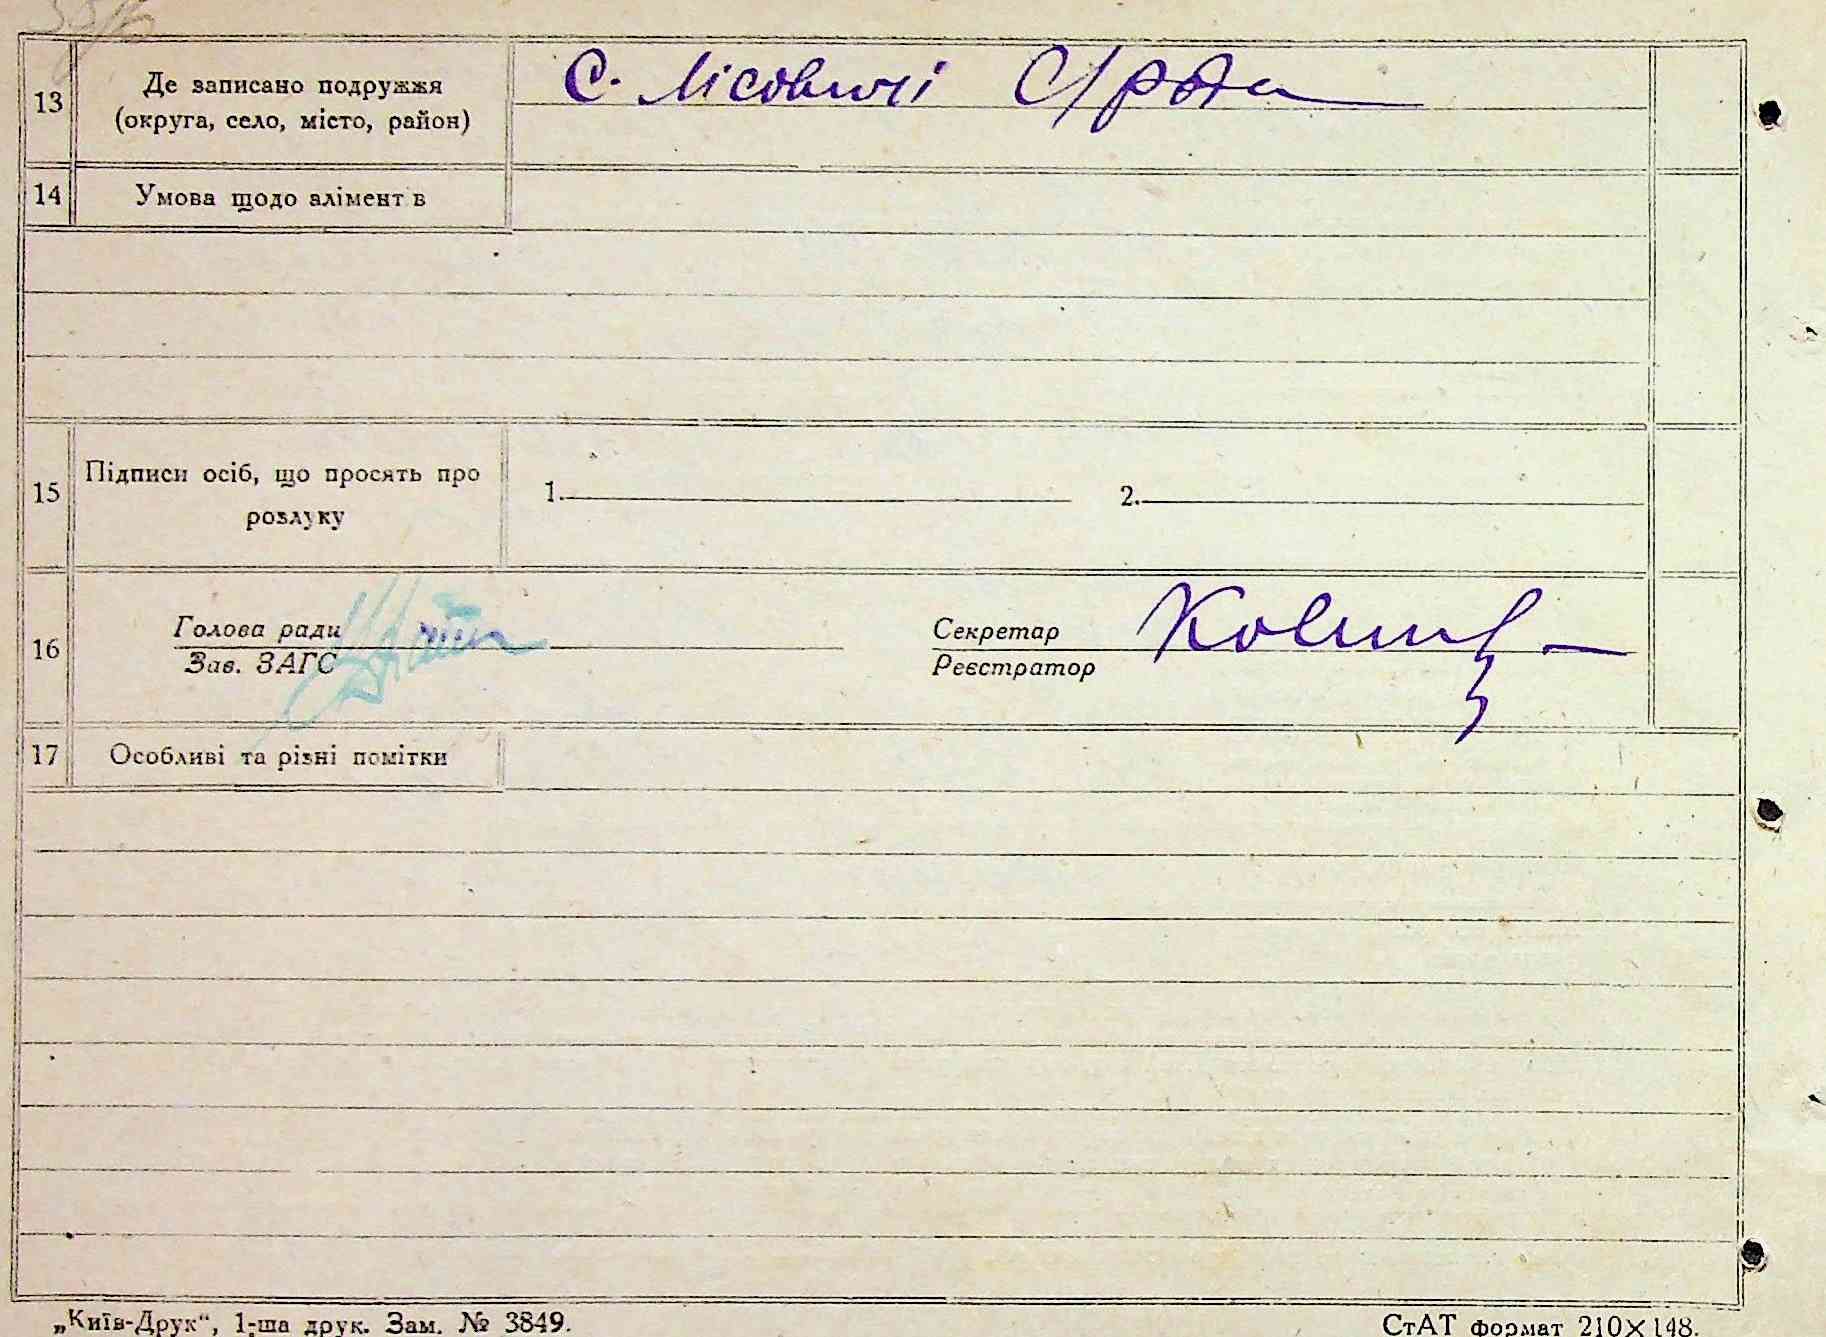 13
Де записано подружжя
(округа, село, місто, район)
С. Лісовичі С/рада
14
Умова щодо алімент в
15
Підписи осіб, що просять про
розлуку
1.
2.
16
Голова ради
Зав. ЗАГС
Секретар
Реєстратор
17
Особливі та різні помітки
„Київ-Друк“, 1-ша друк. Зам. № 3849.
СтАТ формат 210×148.